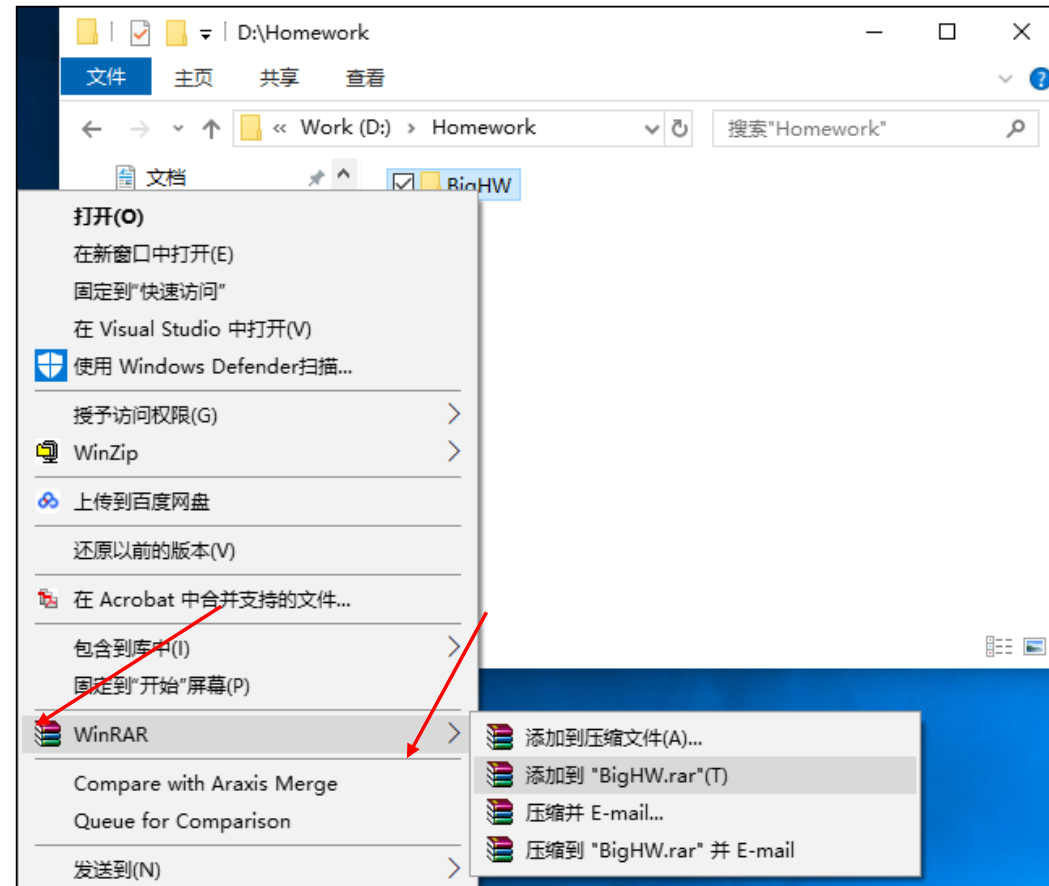 D:\Homework
文件 主页 共享 查看
« Work (D:) › Homework 搜索"Homework"
文档 BigHW
打开(O)
在新窗口中打开(E)
固定到"快速访问"
在 Visual Studio 中打开(V)
使用 Windows Defender扫描...
授予访问权限(G)
WinZip
上传到百度网盘
还原以前的版本(V)
在 Acrobat 中合并支持的文件...
包含到库中(I)
固定到"开始"屏幕(P)
WinRAR
添加到压缩文件(A)...
添加到 "BigHW.rar"(T)
压缩并 E-mail...
压缩到 "BigHW.rar" 并 E-mail
Compare with Araxis Merge
Queue for Comparison
发送到(N)